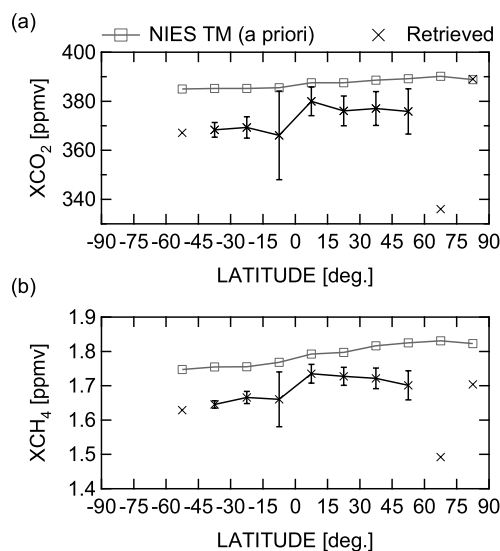 (a)
NIES TM (a priori) × Retrieved
XCO₂ [ppmv]
400
380
360
340
-90 -75 -60 -45 -30 -15 0 15 30 45 60 75 90
LATITUDE [deg.]
(b)
XCH₄ [ppmv]
1.9
1.8
1.7
1.6
1.5
1.4
-90 -75 -60 -45 -30 -15 0 15 30 45 60 75 90
LATITUDE [deg.]